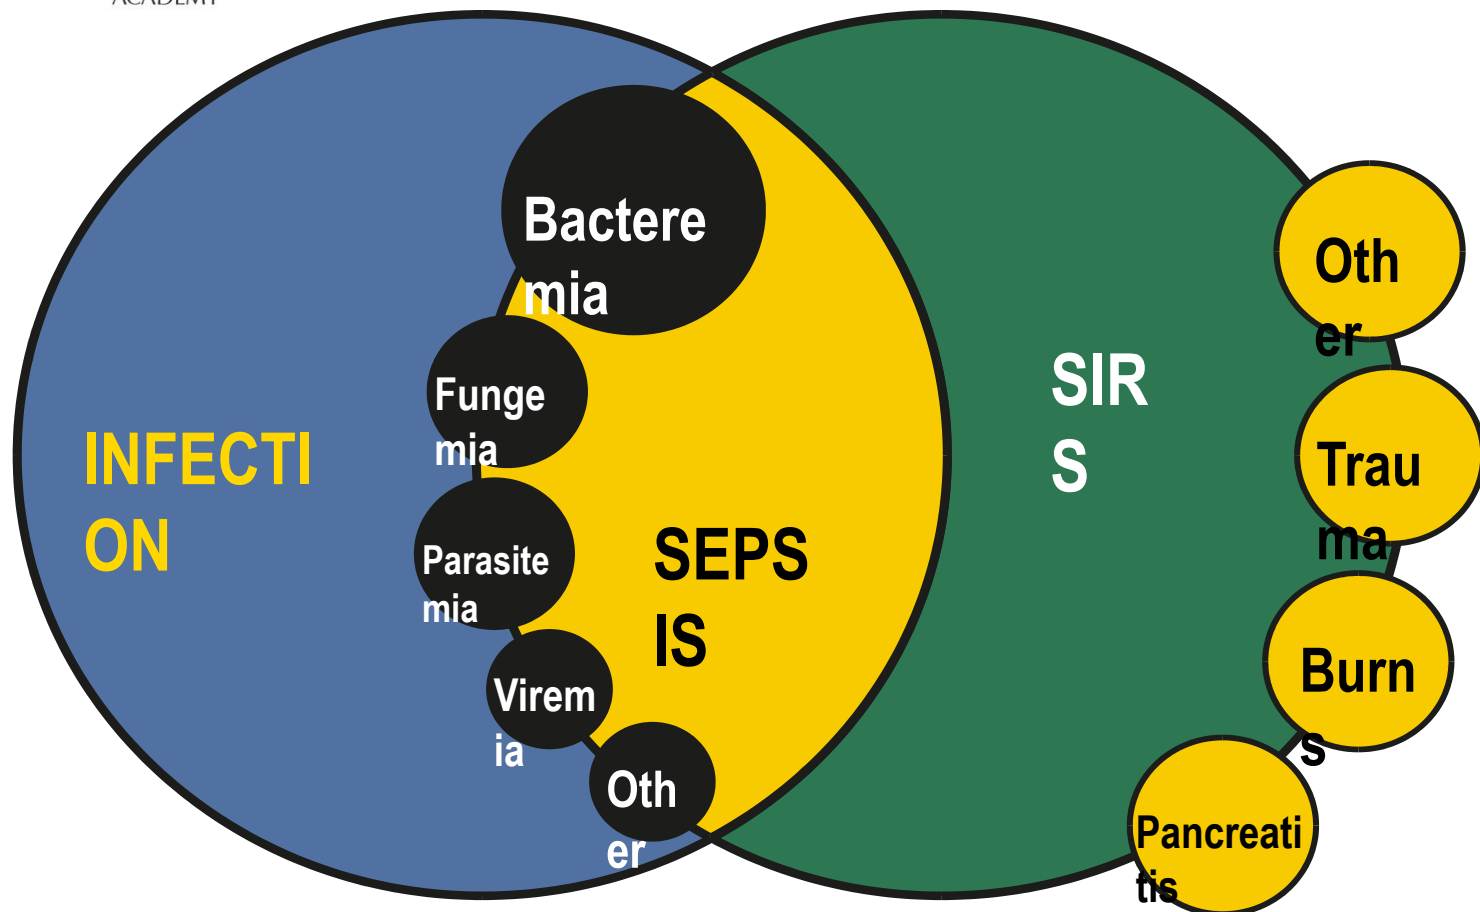 ACADEMY
Bactere
mia
Funge
mia
INFECTI
ON
Parasite
mia
SEPS
IS
Virem
ia
Oth
er
SIR
S
Oth
er
Trau
ma
Burn
s
Pancreati
tis